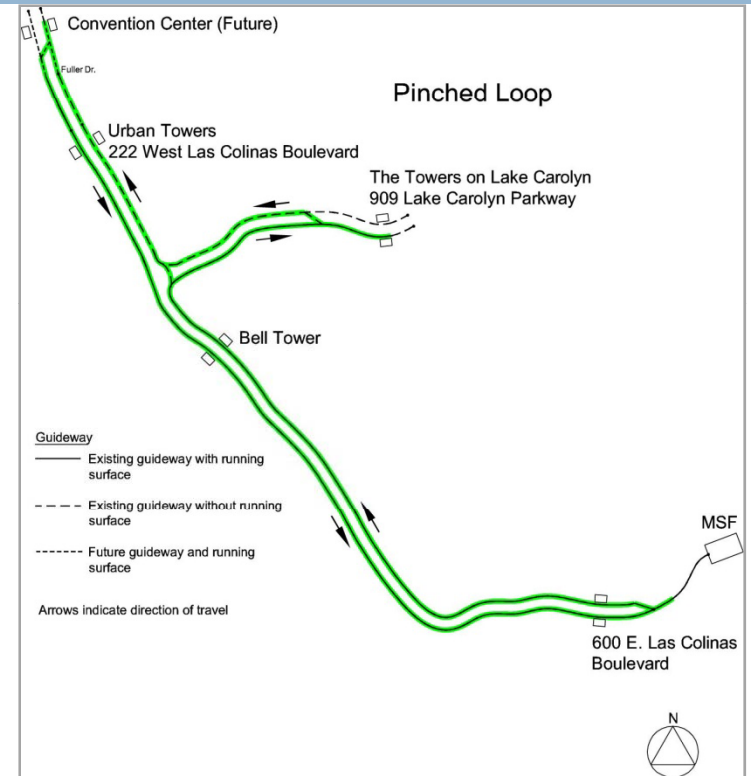 Convention Center (Future)
Fuller Dr.
Pinched Loop
Urban Towers
222 West Las Colinas Boulevard
The Towers on Lake Carolyn
909 Lake Carolyn Parkway
Bell Tower
Guideway
Existing guideway with running
surface
Existing guideway without running
surface
Future guideway and running
surface
Arrows indicate direction of travel
MSF
600 E. Las Colinas
Boulevard
N